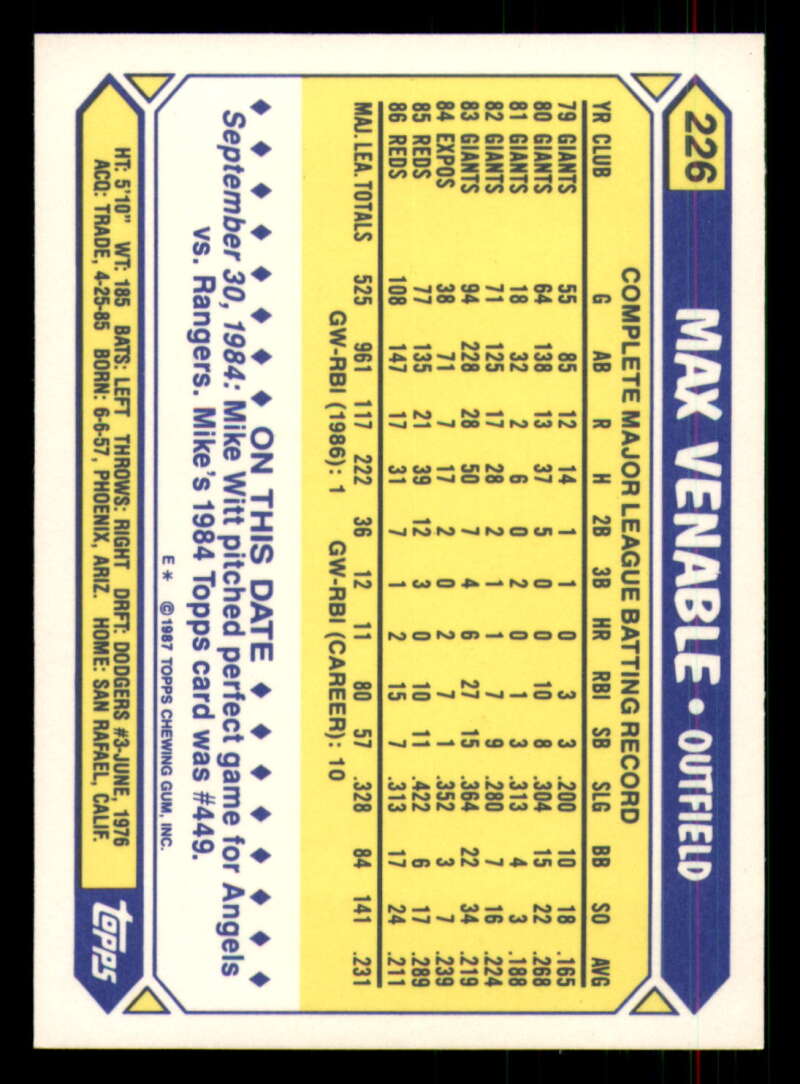 226
MAX VENABLE • OUTFIELD
COMPLETE MAJOR LEAGUE BATTING RECORD
YR CLUB G AB R H 2B 3B HR RBI SB SLG BB SO AVG
79 GIANTS 55 85 12 14 1 1 0 3 3 .200 10 18 .165
80 GIANTS 64 138 13 37 5 0 0 10 8 .304 15 22 .268
81 GIANTS 18 32 2 6 0 2 0 1 3 .313 4 3 .188
82 GIANTS 71 125 17 28 2 1 1 7 9 .280 7 16 .224
83 GIANTS 94 228 28 50 7 4 6 27 15 .364 22 34 .219
84 EXPOS 38 71 7 17 2 0 2 7 1 .352 3 7 .239
85 REDS 77 135 21 39 12 3 0 10 11 .422 6 17 .289
86 REDS 108 147 17 31 7 1 2 15 7 .313 17 24 .211
MAJ. LEA. TOTALS 525 961 117 222 36 12 11 80 57 .328 84 141 .231
GW-RBI (1986): 1 GW-RBI (CAREER): 10
◆ ◆ ◆ ◆ ◆ ◆ ◆ ◆ ON THIS DATE ◆ ◆ ◆ ◆ ◆ ◆ ◆ ◆
September 30, 1984: Mike Witt pitched perfect game for Angels
vs. Rangers. Mike's 1984 Topps card was #449.
E * ©1987 TOPPS CHEWING GUM, INC.
HT: 5'10" WT: 185 BATS: LEFT THROWS: RIGHT DRFT: DODGERS #3-JUNE, 1976
ACQ: TRADE, 4-25-85 BORN: 6-6-57, PHOENIX, ARIZ. HOME: SAN RAFAEL, CALIF.
topps